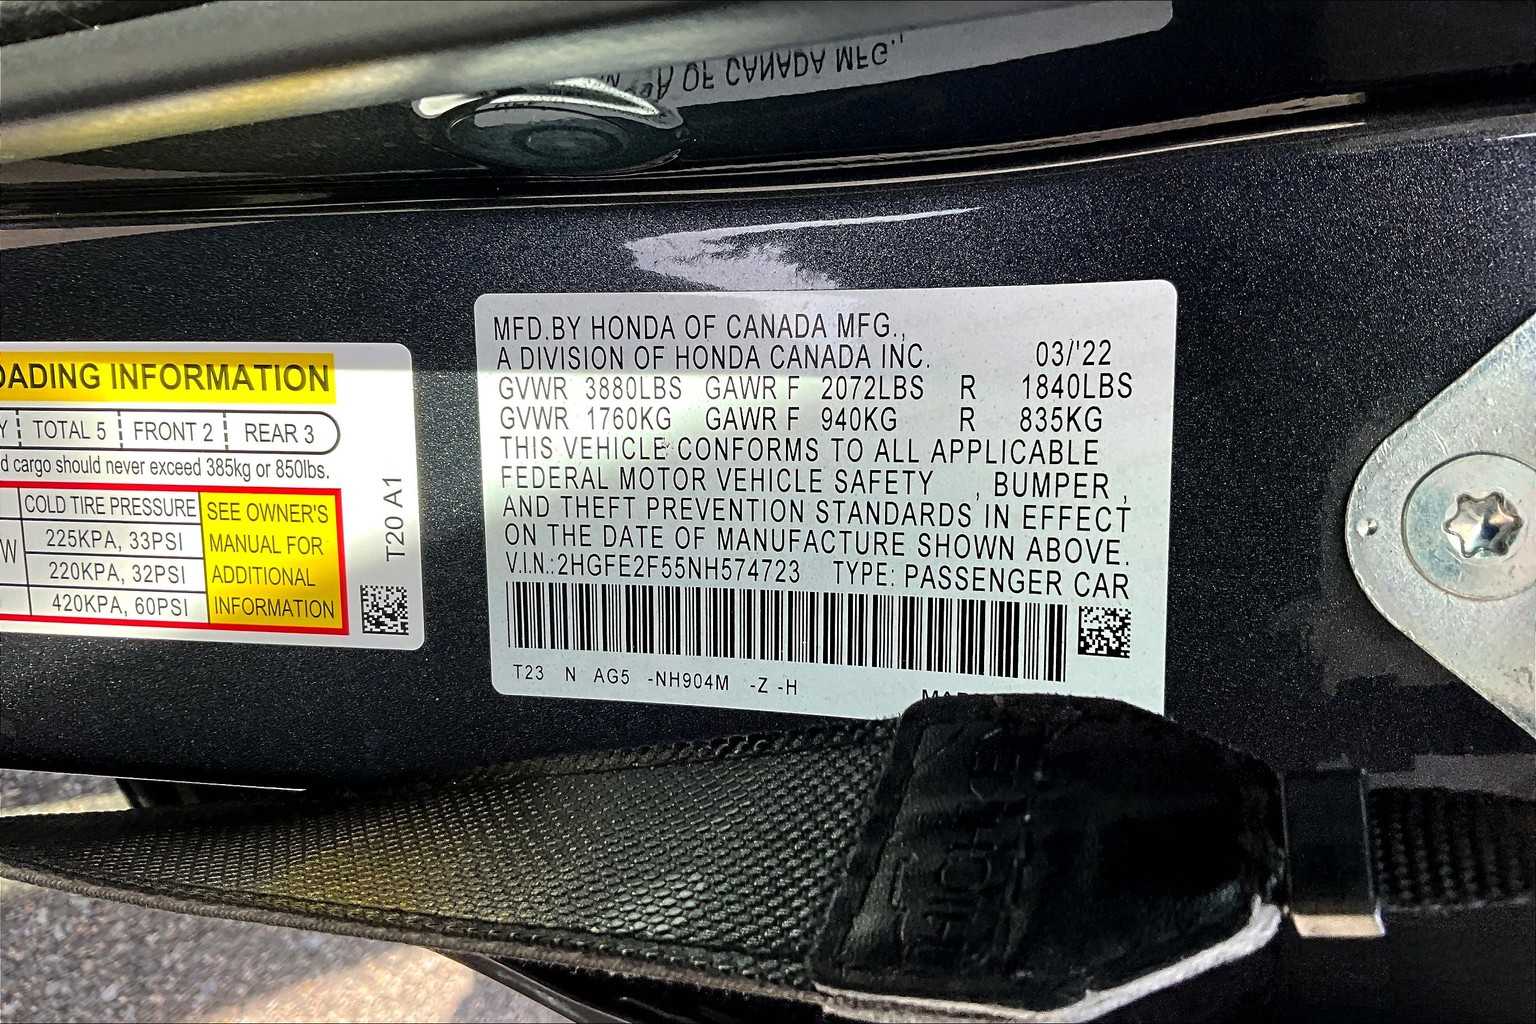 OF CANADA MFG.,
MFD.BY HONDA OF CANADA MFG.,
A DIVISION OF HONDA CANADA INC. 03/'22
GVWR 3880LBS GAWR F 2072LBS R 1840LBS
GVWR 1760KG GAWR F 940KG R 835KG
THIS VEHICLE CONFORMS TO ALL APPLICABLE
FEDERAL MOTOR VEHICLE SAFETY , BUMPER ,
AND THEFT PREVENTION STANDARDS IN EFFECT
ON THE DATE OF MANUFACTURE SHOWN ABOVE.
V.I.N.:2HGFE2F55NH574723 TYPE: PASSENGER CAR
T23 N AG5 -NH904M -Z -H
OADING INFORMATION
Y TOTAL 5 FRONT 2 REAR 3
d cargo should never exceed 385kg or 850lbs.
COLD TIRE PRESSURE
W 225KPA, 33PSI
220KPA, 32PSI
420KPA, 60PSI
SEE OWNER'S
MANUAL FOR
ADDITIONAL
INFORMATION
T20 A1